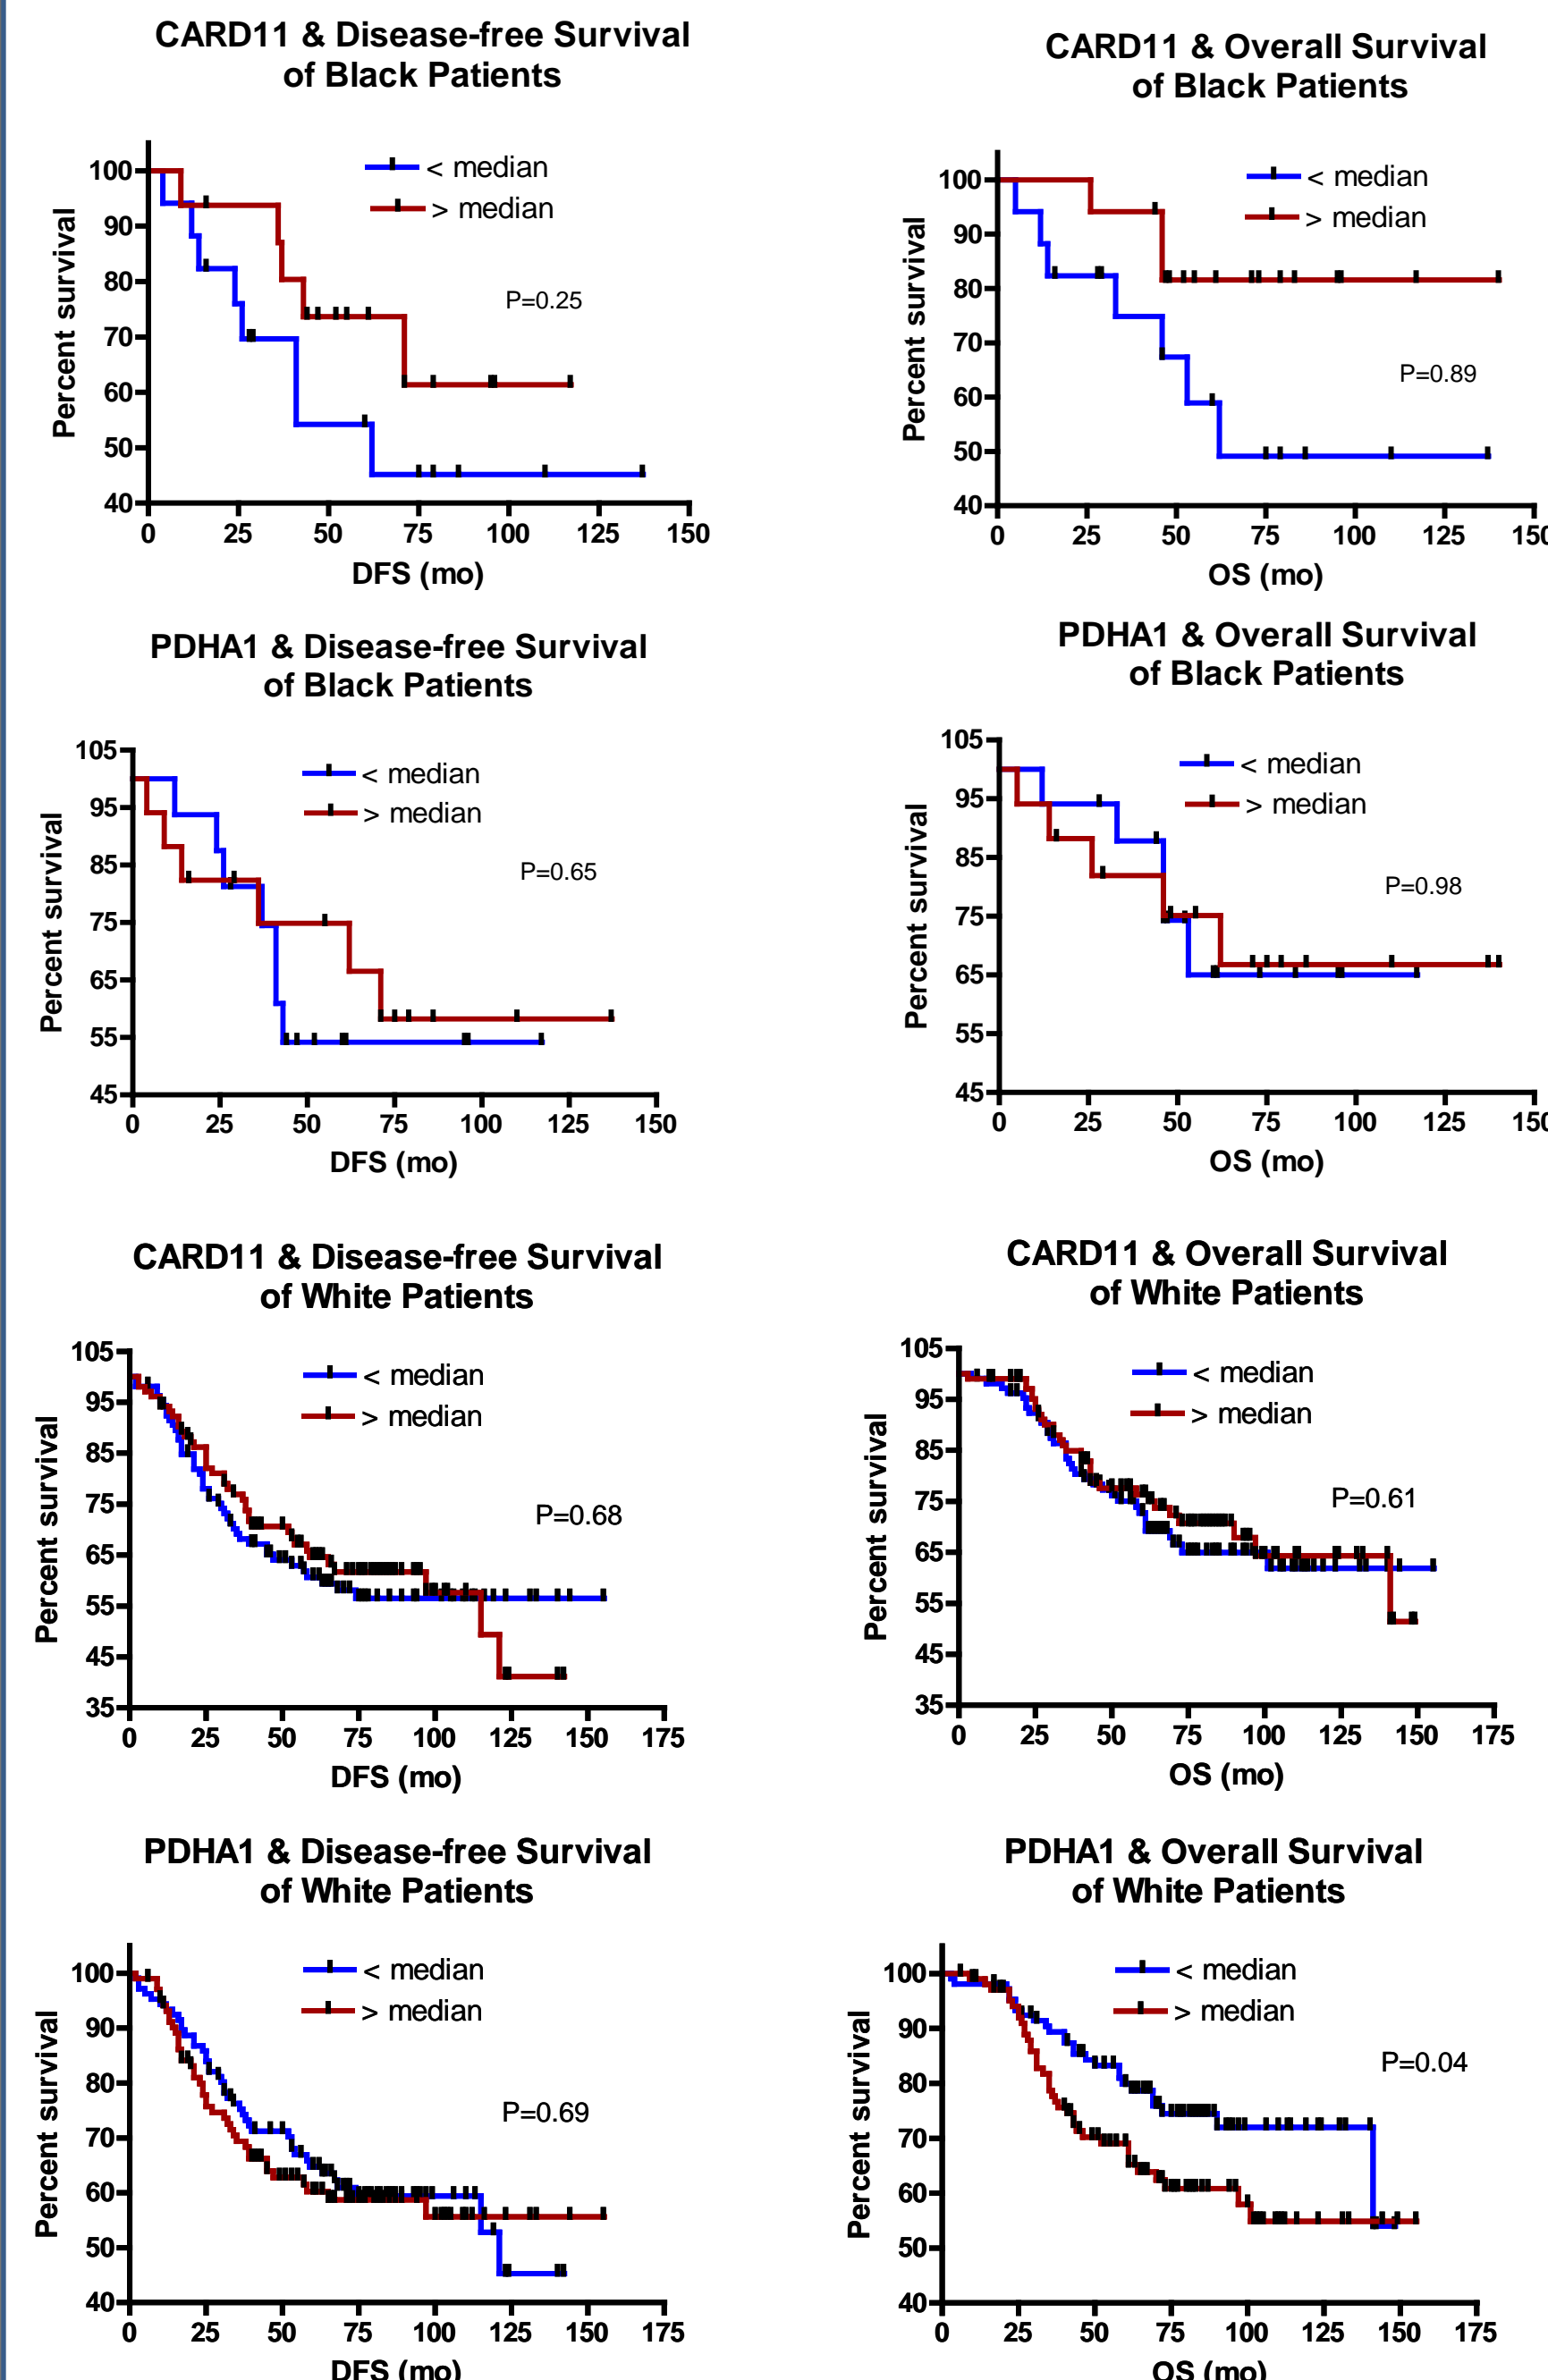 CARD11 & Disease-free Survival
of Black Patients
100
90
80
70
60
50
40
Percent survival
< median
> median
P=0.25
0 25 50 75 100 125 150
DFS (mo)
CARD11 & Overall Survival
of Black Patients
100
90
80
70
60
50
40
Percent survival
< median
> median
P=0.89
0 25 50 75 100 125 150
OS (mo)
PDHA1 & Disease-free Survival
of Black Patients
105
95
85
75
65
55
45
Percent survival
< median
> median
P=0.65
0 25 50 75 100 125 150
DFS (mo)
PDHA1 & Overall Survival
of Black Patients
105
95
85
75
65
55
45
Percent survival
< median
> median
P=0.98
0 25 50 75 100 125 150
OS (mo)
CARD11 & Disease-free Survival
of White Patients
105
95
85
75
65
55
45
35
Percent survival
< median
> median
P=0.68
0 25 50 75 100 125 150 175
DFS (mo)
CARD11 & Overall Survival
of White Patients
105
95
85
75
65
55
45
35
Percent survival
< median
> median
P=0.61
0 25 50 75 100 125 150 175
OS (mo)
PDHA1 & Disease-free Survival
of White Patients
100
90
80
70
60
50
40
Percent survival
< median
> median
P=0.69
0 25 50 75 100 125 150 175
DFS (mo)
PDHA1 & Overall Survival
of White Patients
100
90
80
70
60
50
40
Percent survival
< median
> median
P=0.04
0 25 50 75 100 125 150 175
OS (mo)